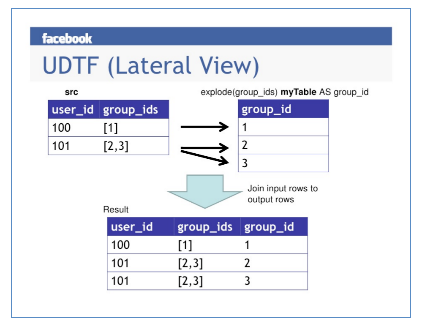 facebook
UDTF (Lateral View)
src
explode(group_ids) myTable AS group_id
user_id group_ids
100 [1]
101 [2,3]
group_id
1
2
3
Join input rows to
output rows
Result
user_id group_ids group_id
100 [1] 1
101 [2,3] 2
101 [2,3] 3